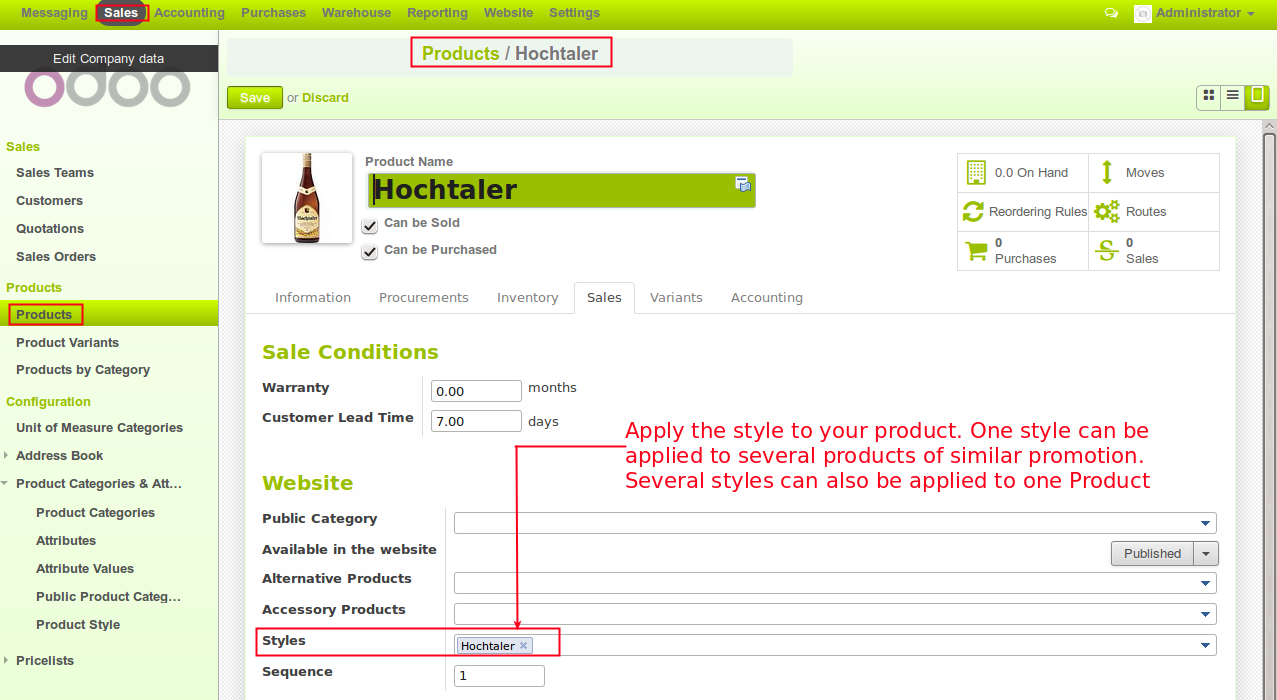 Messaging Sales Accounting Purchases Warehouse Reporting Website Settings Administrator
Edit Company data
odoo
Products / Hochtaler
Save or Discard
Sales
Sales Teams
Customers
Quotations
Sales Orders
Products
Products
Product Variants
Products by Category
Configuration
Unit of Measure Categories
Address Book
Product Categories & Att...
Product Categories
Attributes
Attribute Values
Public Product Categ...
Product Style
Pricelists
Hochtaler
Product Name
Hochtaler
Can be Sold
Can be Purchased
0.0 On Hand
Moves
Reordering Rules
Routes
0
Purchases
0
Sales
Information Procurements Inventory Sales Variants Accounting
Sale Conditions
Warranty 0.00 months
Customer Lead Time 7.00 days
Apply the style to your product. One style can be
applied to several products of similar promotion.
Several styles can also be applied to one Product
Website
Public Category
Available in the website Published
Alternative Products
Accessory Products
Styles Hochtaler ×
Sequence 1